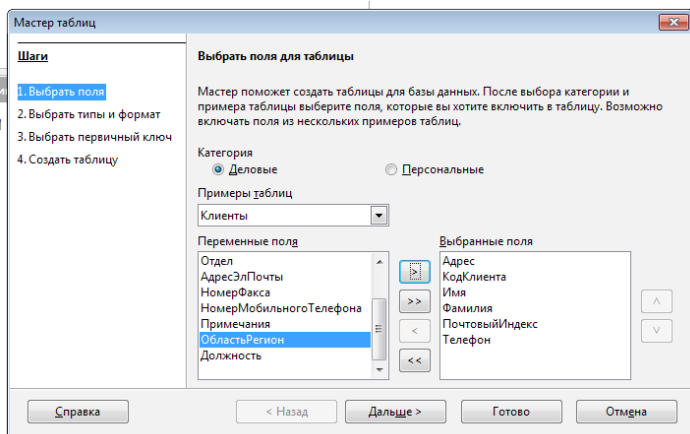 Мастер таблиц
Шаги
1. Выбрать поля
2. Выбрать типы и формат
3. Выбрать первичный ключ
4. Создать таблицу
Выбрать поля для таблицы
Мастер поможет создать таблицы для базы данных. После выбора категории и
примера таблицы выберите поля, которые вы хотите включить в таблицу. Возможно
включать поля из нескольких примеров таблиц.
Категория
Деловые
Персональные
Примеры таблиц
Клиенты
Переменные поля
Отдел
АдресЭлПочты
НомерФакса
НомерМобильногоТелефона
Примечания
ОбластьРегион
Должность
>
>>
<
<<
Выбранные поля
Адрес
КодКлиента
Имя
Фамилия
ПочтовыйИндекс
Телефон
Справка
< Назад
Дальше >
Готово
Отмена